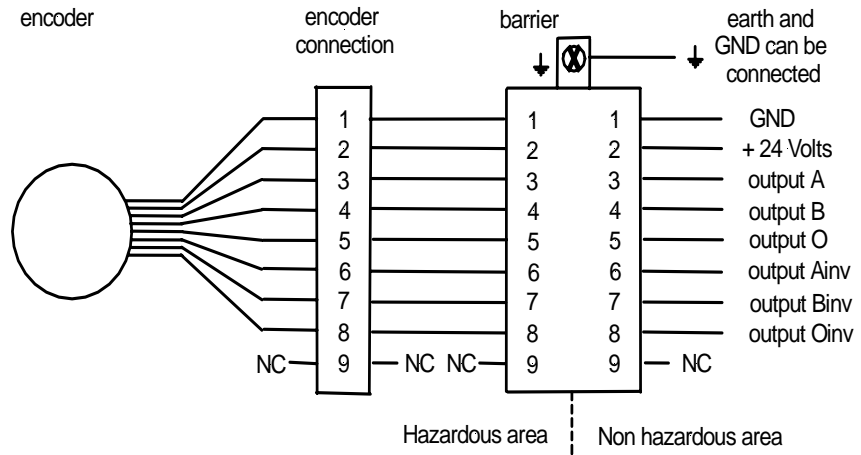 encoder
encoder
connection
barrier
earth and
GND can be
connected
1 1 1 GND
2 2 2 + 24 Volts
3 3 3 output A
4 4 4 output B
5 5 5 output O
6 6 6 output Ainv
7 7 7 output Binv
8 8 8 output Oinv
NC 9 NC NC 9 9 NC
Hazardous area Non hazardous area